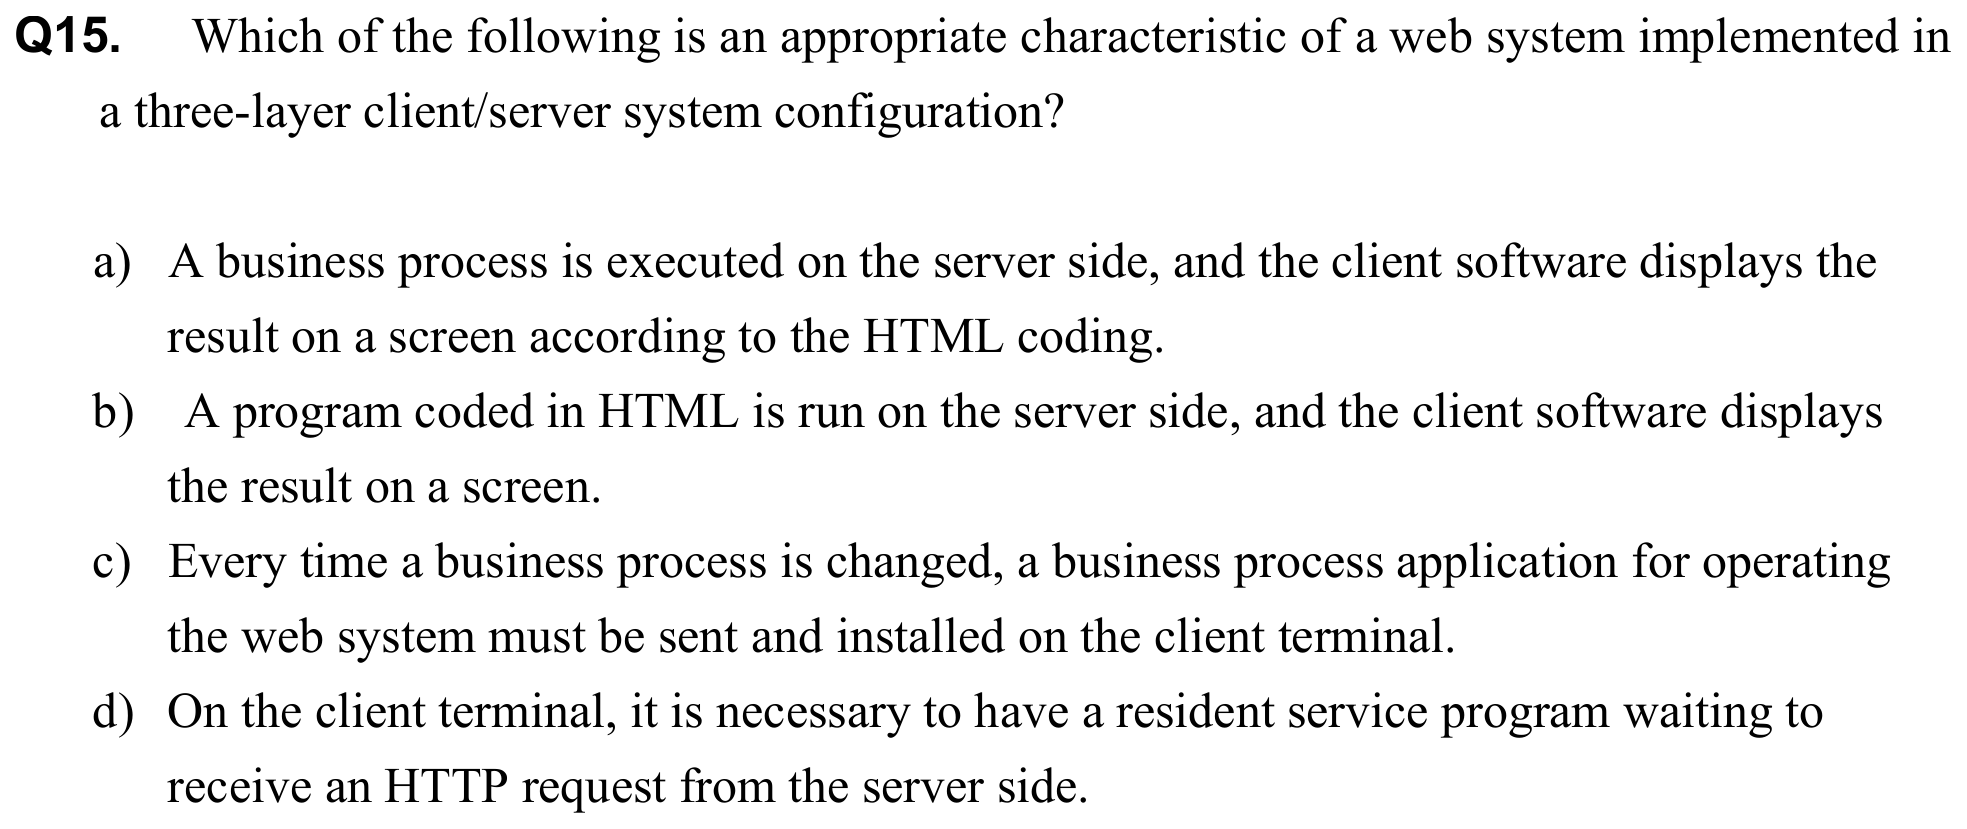 Q15. Which of the following is an appropriate characteristic of a web system implemented in
a three-layer client/server system configuration?
a) A business process is executed on the server side, and the client software displays the
result on a screen according to the HTML coding.
b) A program coded in HTML is run on the server side, and the client software displays
the result on a screen.
c) Every time a business process is changed, a business process application for operating
the web system must be sent and installed on the client terminal.
d) On the client terminal, it is necessary to have a resident service program waiting to
receive an HTTP request from the server side.